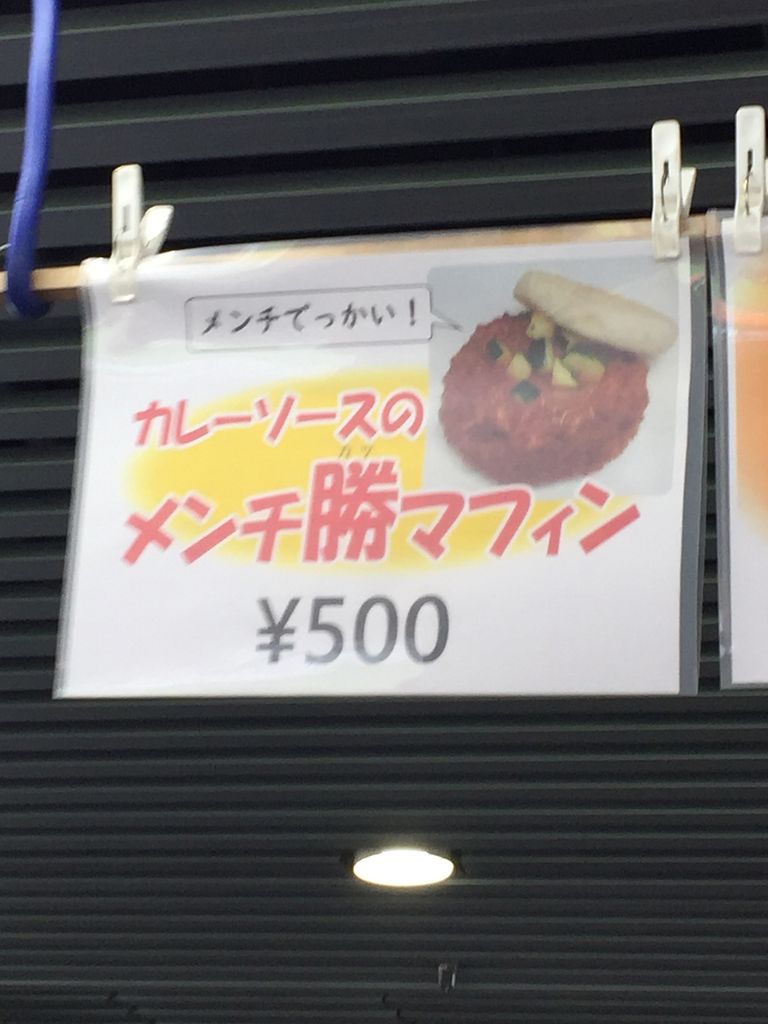 メンチでっかい！
カレーソースの
カツ
メンチ勝マフィン
¥500